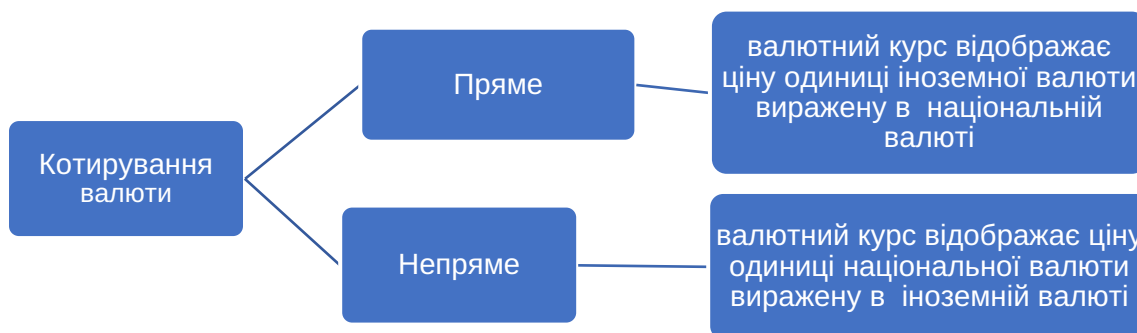 Котирування
валюти
Пряме
валютний курс відображає
ціну одиниці іноземної валюти
виражену в національній
валюті
Непряме
валютний курс відображає ціну
одиниці національної валюти
виражену в іноземній валюті